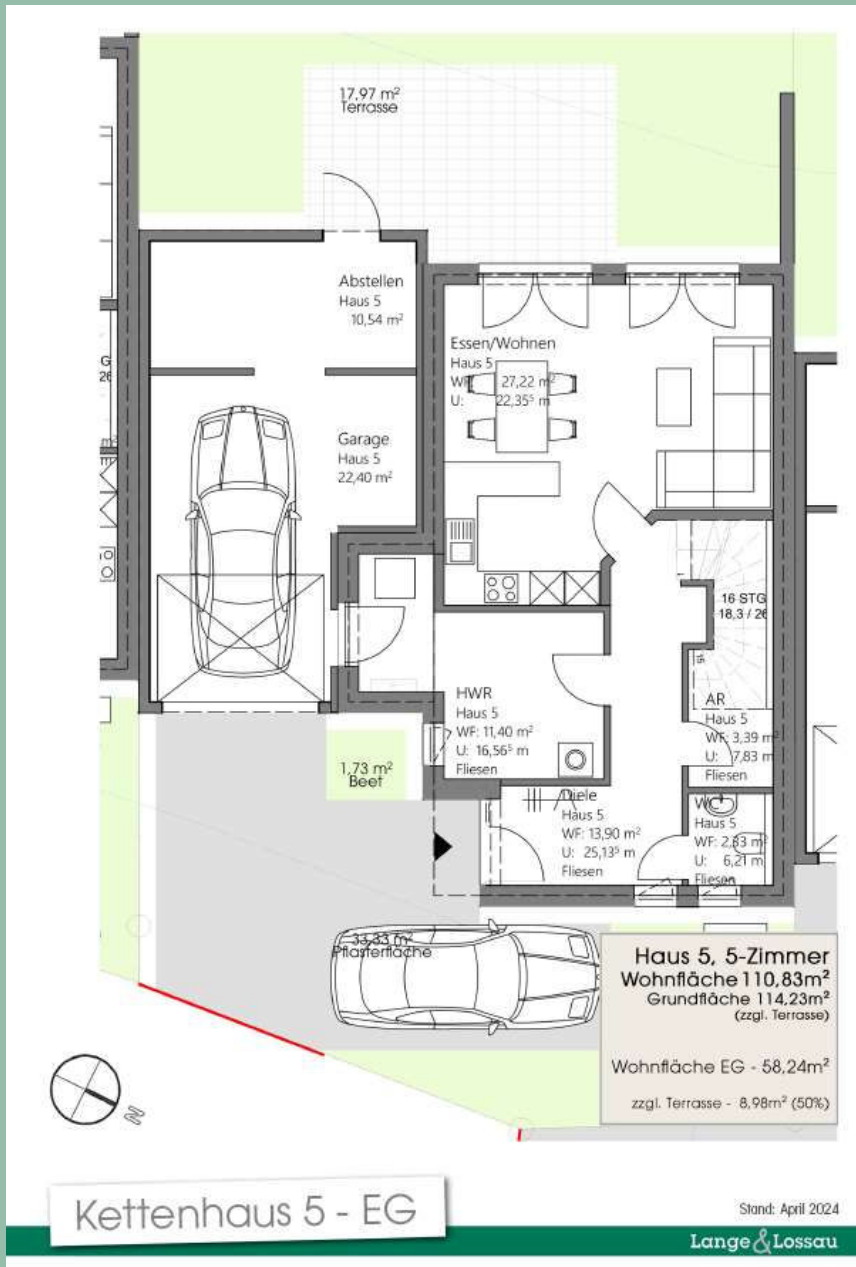 17,97 m²
Terrasse
Abstellen
Haus 5
10,54 m²
Essen/Wohnen
Haus 5
WF: 27,22 m²
U: 22,35⁵ m
Garage
Haus 5
22,40 m²
16 STG
18,3 / 26
15
HWR
Haus 5
WF: 11,40 m²
U: 16,56⁵ m
Fliesen
AR
Haus 5
WF: 3,39 m²
U: 7,83 m
Fliesen
1,73 m²
Beet
Diele
Haus 5
WF: 13,90 m²
U: 25,13⁵ m
Fliesen
WC
Haus 5
WF: 2,33 m²
U: 6,21 m
Fliesen
33,33 m²
Pflasterfläche
Haus 5, 5-Zimmer
Wohnfläche 110,83m²
Grundfläche 114,23m²
(zzgl. Terrasse)
Wohnfläche EG - 58,24m²
zzgl. Terrasse - 8,98m² (50%)
N
Kettenhaus 5 - EG
Stand: April 2024
Lange&Lossau